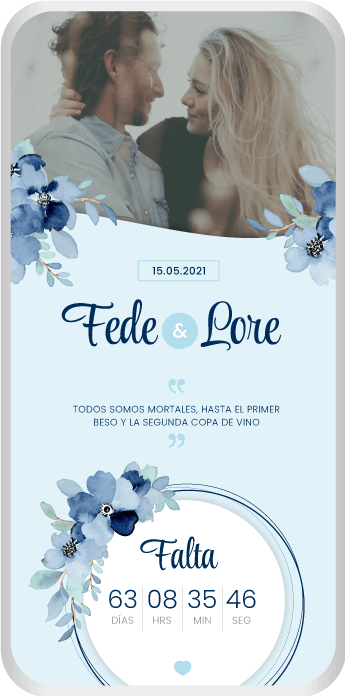 15.05.2021
Fede & Lore
“
TODOS SOMOS MORTALES, HASTA EL PRIMER
BESO Y LA SEGUNDA COPA DE VINO
”
Falta
63 08 35 46
DÍAS HRS MIN SEG